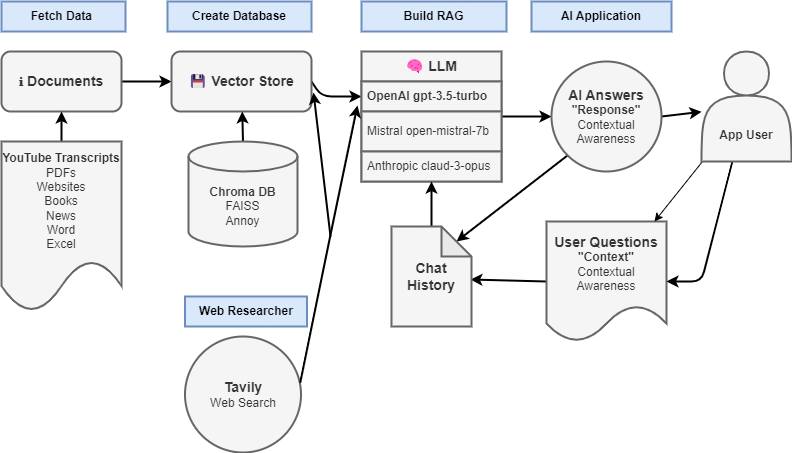 Fetch Data
Create Database
Build RAG
AI Application
ℹ Documents
Vector Store
LLM
OpenAI gpt-3.5-turbo
Mistral open-mistral-7b
Anthropic claud-3-opus
AI Answers
"Response"
Contextual
Awareness
App User
YouTube Transcripts
PDFs
Websites
Books
News
Word
Excel
Chroma DB
FAISS
Annoy
Chat
History
User Questions
"Context"
Contextual
Awareness
Web Researcher
Tavily
Web Search